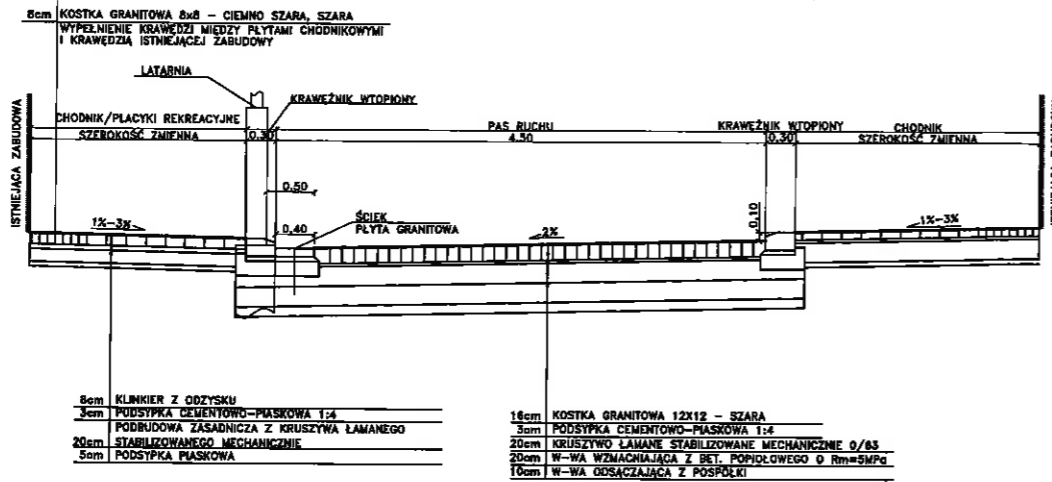 8cm KOSTKA GRANITOWA 8x8 - CIEMNO SZARA, SZARA
WYPEŁNIENIE KRAWĘDZI MIĘDZY PŁYTAMI CHODNIKOWYMI
I KRAWĘDZIĄ ISTNIEJĄCEJ ZABUDOWY
LATARNIA
KRAWEŻNIK WTOPIONY
ISTNIEJĄCA ZABUDOWA
CHODNIK/PLACYKI REKREACYJNE
SZEROKOŚĆ ZMIENNA
0,30
PAS RUCHU
4,50
KRAWEŻNIK WTOPIONY
0,30
CHODNIK
SZEROKOŚĆ ZMIENNA
0,50
0,40
ŚCIEK
PŁYTA GRANITOWA
0,10
1%-3%
2%
1%-3%
8cm KLINKIER Z ODZYSKU
3cm PODSYPKA CEMENTOWO-PIASKOWA 1:4
PODBUDOWA ZASADNICZA Z KRUSZYWA ŁAMANEGO
20cm STABILIZOWANEGO MECHANICZNIE
5cm PODSYPKA PIASKOWA
16cm KOSTKA GRANITOWA 12X12 - SZARA
3cm PODSYPKA CEMENTOWO-PIASKOWA 1:4
20cm KRUSZYWO ŁAMANE STABILIZOWANE MECHANICZNIE 0/63
20cm W-WA WZMACNIAJĄCA Z BET. POPIOŁOWEGO O Rm=5MPa
10cm W-WA ODSĄCZAJĄCA Z POSPÓŁKI